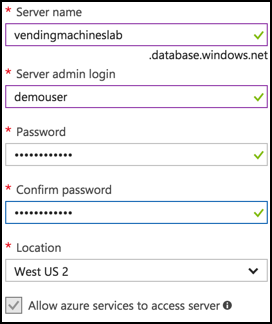 * Server name
vendingmachineslab
.database.windows.net
* Server admin login
demouser
* Password
••••••••••••
* Confirm password
••••••••••••
* Location
West US 2
Allow azure services to access server